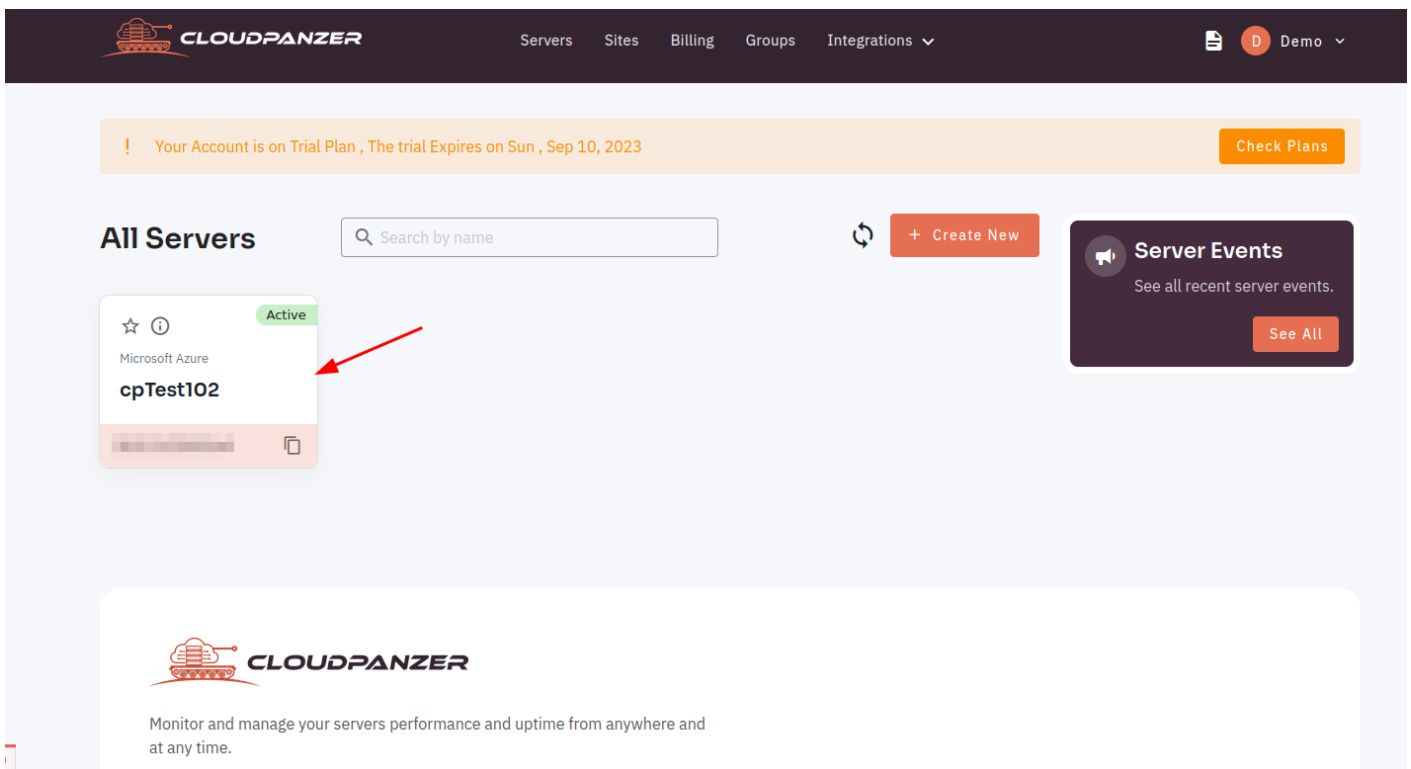 CLOUDPANZER
Servers Sites Billing Groups Integrations
D Demo
! Your Account is on Trial Plan , The trial Expires on Sun , Sep 10, 2023
Check Plans
All Servers
Search by name
+ Create New
Server Events
See all recent server events.
See All
Active
Microsoft Azure
cpTest102
CLOUDPANZER
Monitor and manage your servers performance and uptime from anywhere and
at any time.